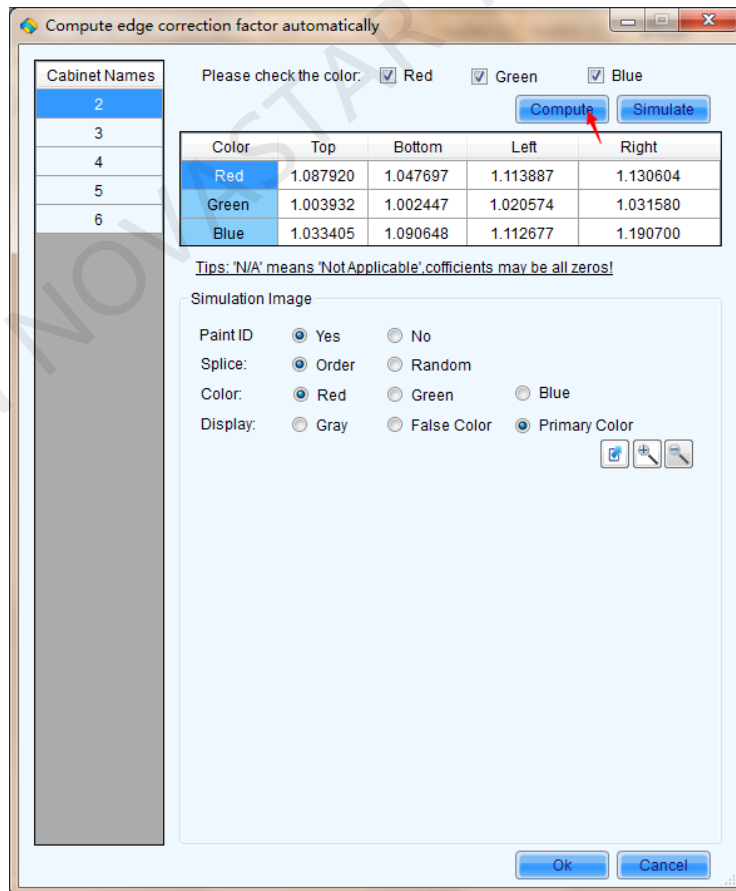 Compute edge correction factor automatically
Cabinet Names
2
3
4
5
6
Please check the color: Red Green Blue
Compute Simulate
Color Top Bottom Left Right
Red 1.087920 1.047697 1.113887 1.130604
Green 1.003932 1.002447 1.020574 1.031580
Blue 1.033405 1.090648 1.112677 1.190700
Tips: 'N/A' means 'Not Applicable',cofficients may be all zeros!
Simulation Image
Paint ID Yes No
Splice: Order Random
Color: Red Green Blue
Display: Gray False Color Primary Color
Ok Cancel
NOVASTAR